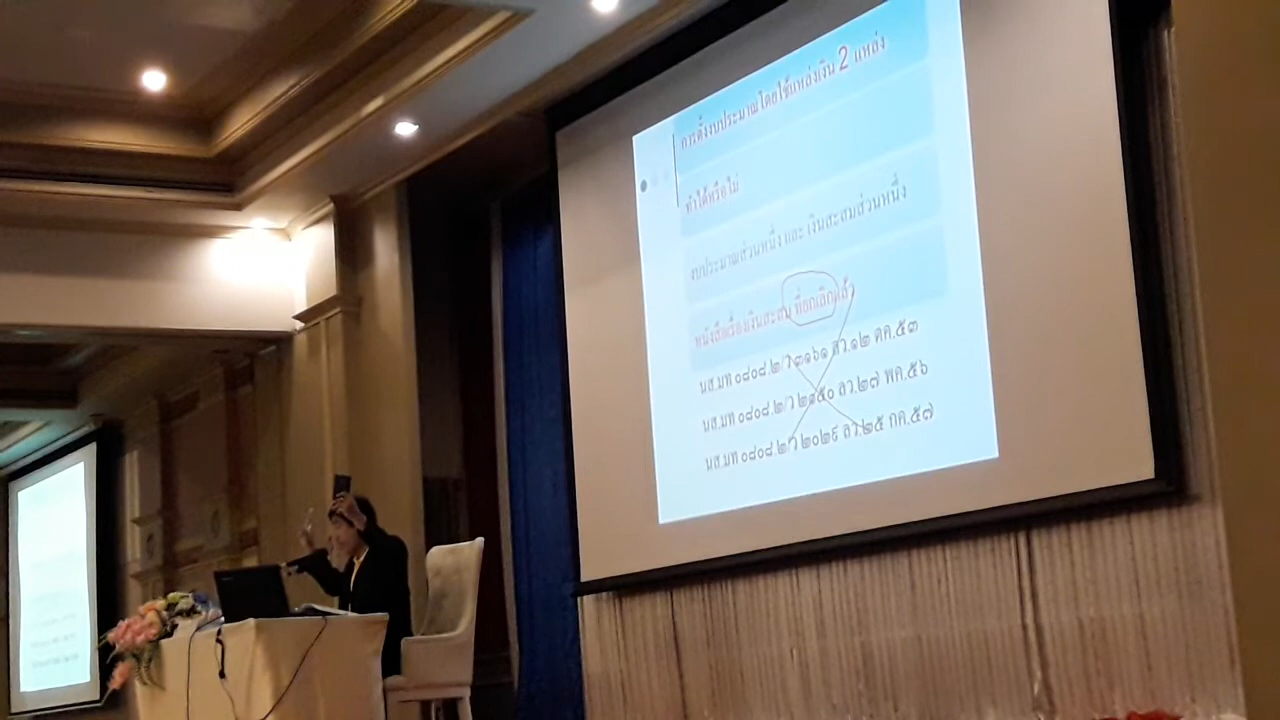 การตั้งงบประมาณโดยใช้แหล่งเงิน 2 แหล่ง
ทำได้หรือไม่
งบประมาณส่วนหนึ่ง และ เงินสะสมส่วนหนึ่ง
หนังสือเรื่องเงินสะสม ที่ยกเลิกแล้ว
นส.มท ๐๘๐๘.๒/ว ๓๑๖๑ ลว.๑๒ ตค.๕๓
นส.มท ๐๘๐๘.๒/ว ๒๑๕๐ ลว.๒๗ พค.๕๖
นส.มท ๐๘๐๘.๒/ว ๒๐๒๙ ลว.๒๕ กค.๕๗